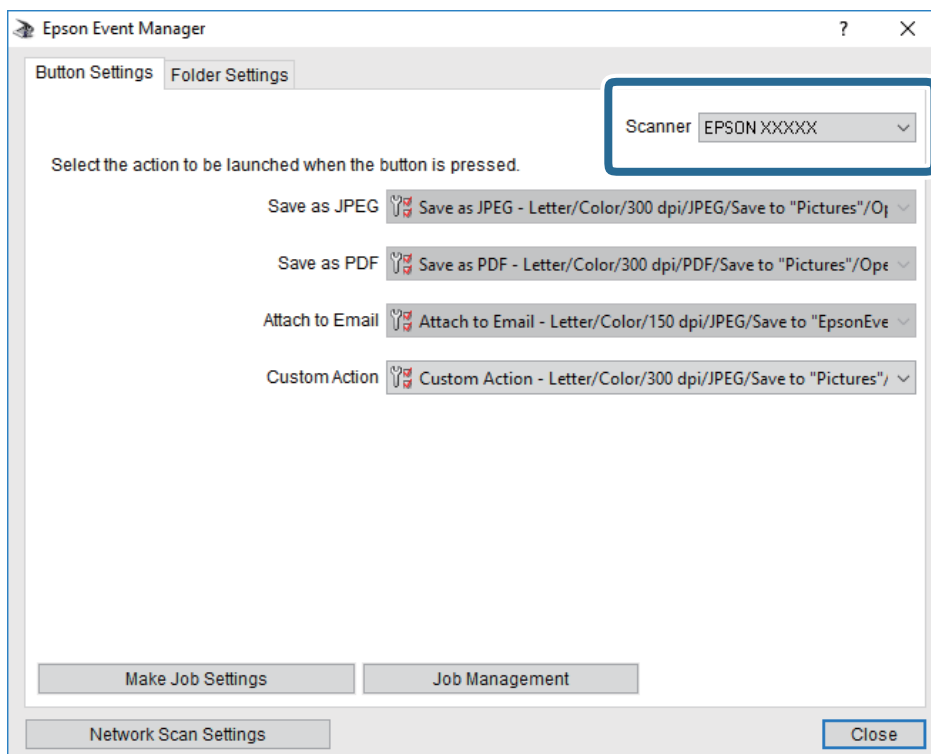 Epson Event Manager
?
Button Settings
Folder Settings
Scanner EPSON XXXXX
Select the action to be launched when the button is pressed.
Save as JPEG Save as JPEG - Letter/Color/300 dpi/JPEG/Save to "Pictures"/Op
Save as PDF Save as PDF - Letter/Color/300 dpi/PDF/Save to "Pictures"/Ope
Attach to Email Attach to Email - Letter/Color/150 dpi/JPEG/Save to "EpsonEve
Custom Action Custom Action - Letter/Color/300 dpi/JPEG/Save to "Pictures"/
Make Job Settings
Job Management
Network Scan Settings
Close